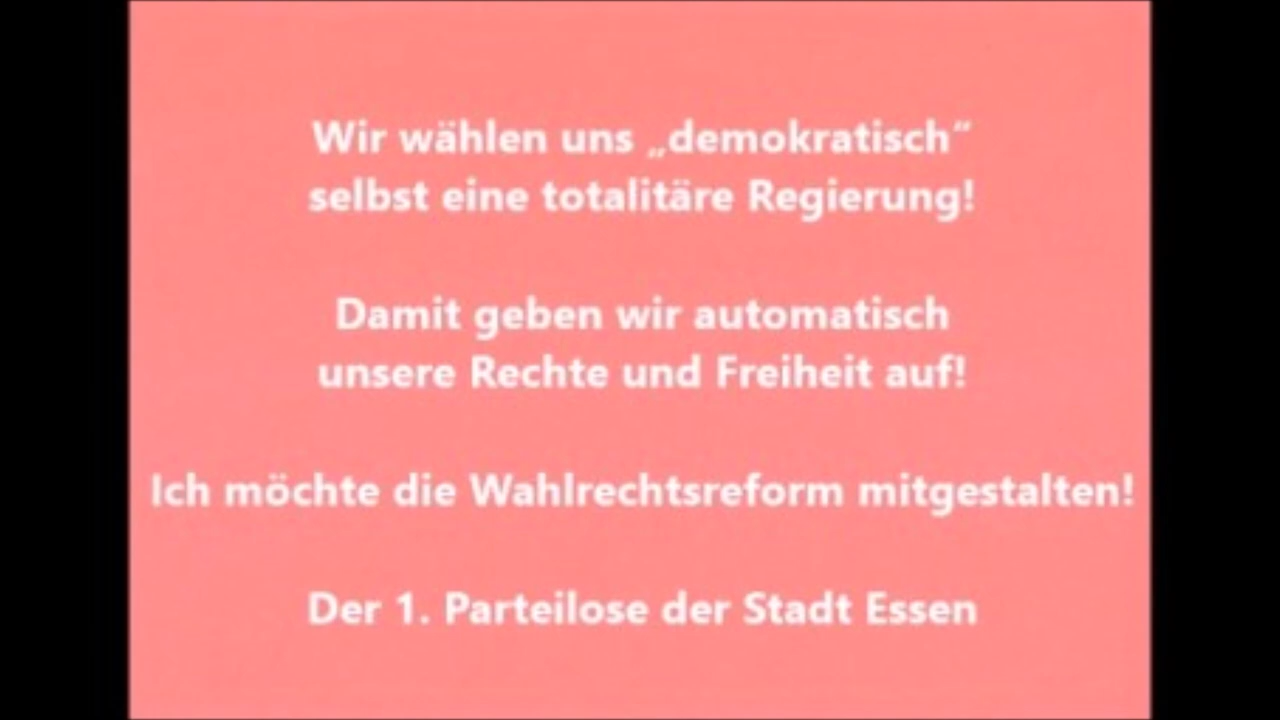 Wir wählen uns „demokratisch“
selbst eine totalitäre Regierung!
Damit geben wir automatisch
unsere Rechte und Freiheit auf!
Ich möchte die Wahlrechtsreform mitgestalten!
Der 1. Parteilose der Stadt Essen